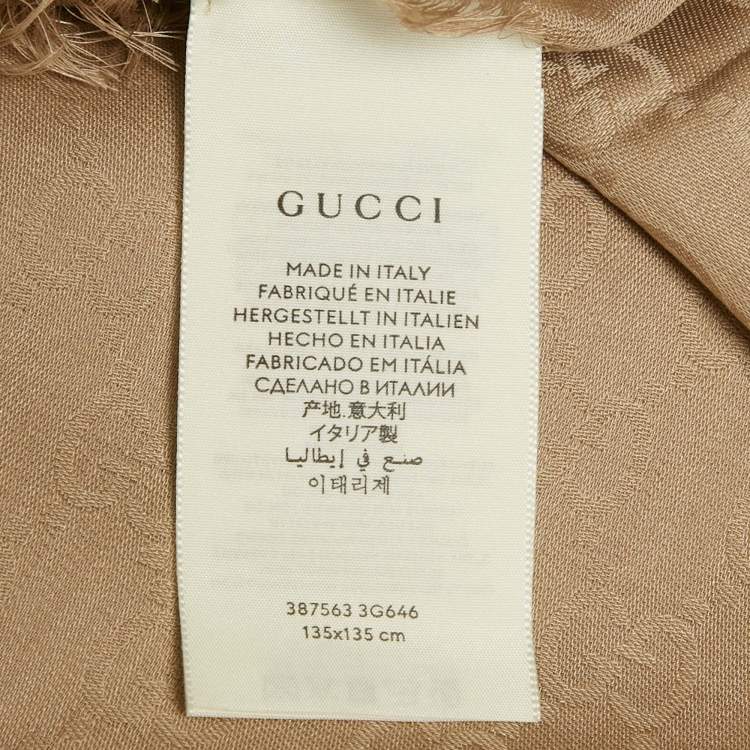 GUCCI
MADE IN ITALY
FABRIQUÉ EN ITALIE
HERGESTELLT IN ITALIEN
HECHO EN ITALIA
FABRICADO EM ITÁLIA
СДЕЛАНО В ИТАЛИИ
产地.意大利
イタリア製
صنع في إيطاليا
이태리제
387563 3G646
135x135 cm